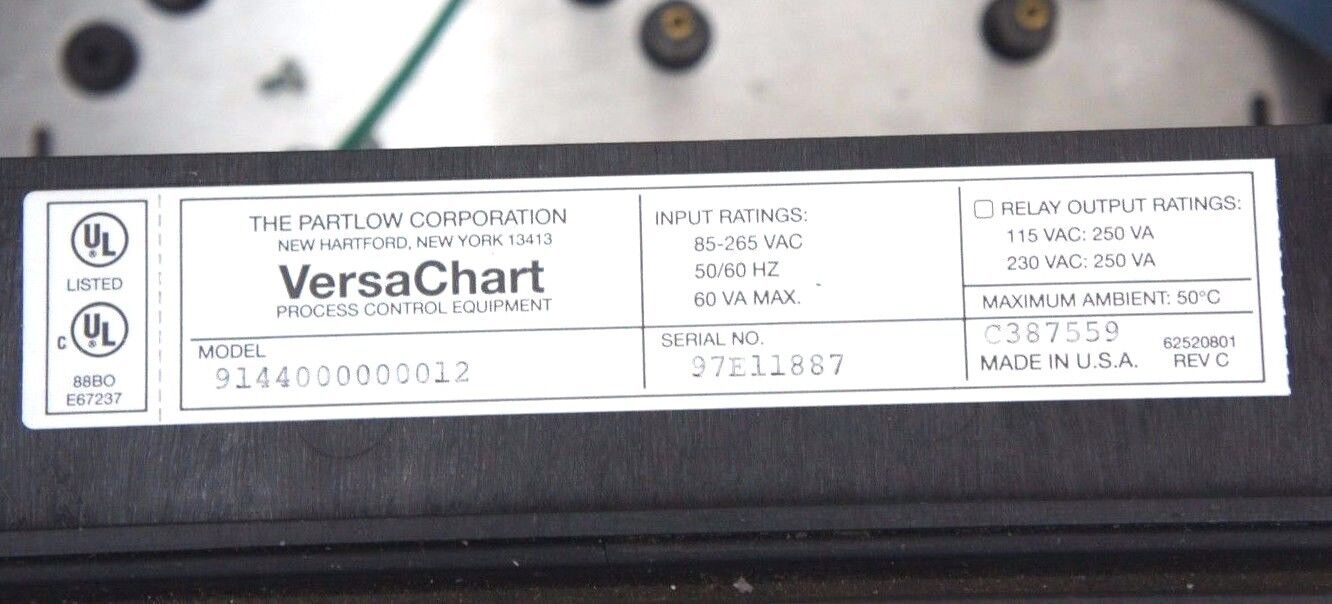 UL
®
LISTED
C UL
®
88BO
E67237
THE PARTLOW CORPORATION
NEW HARTFORD, NEW YORK 13413
VersaChart
PROCESS CONTROL EQUIPMENT
MODEL
9144000000012
INPUT RATINGS:
85-265 VAC
50/60 HZ
60 VA MAX.
SERIAL NO.
97E11887
RELAY OUTPUT RATINGS:
115 VAC: 250 VA
230 VAC: 250 VA
MAXIMUM AMBIENT: 50°C
C387559
MADE IN U.S.A.
62520801
REV C